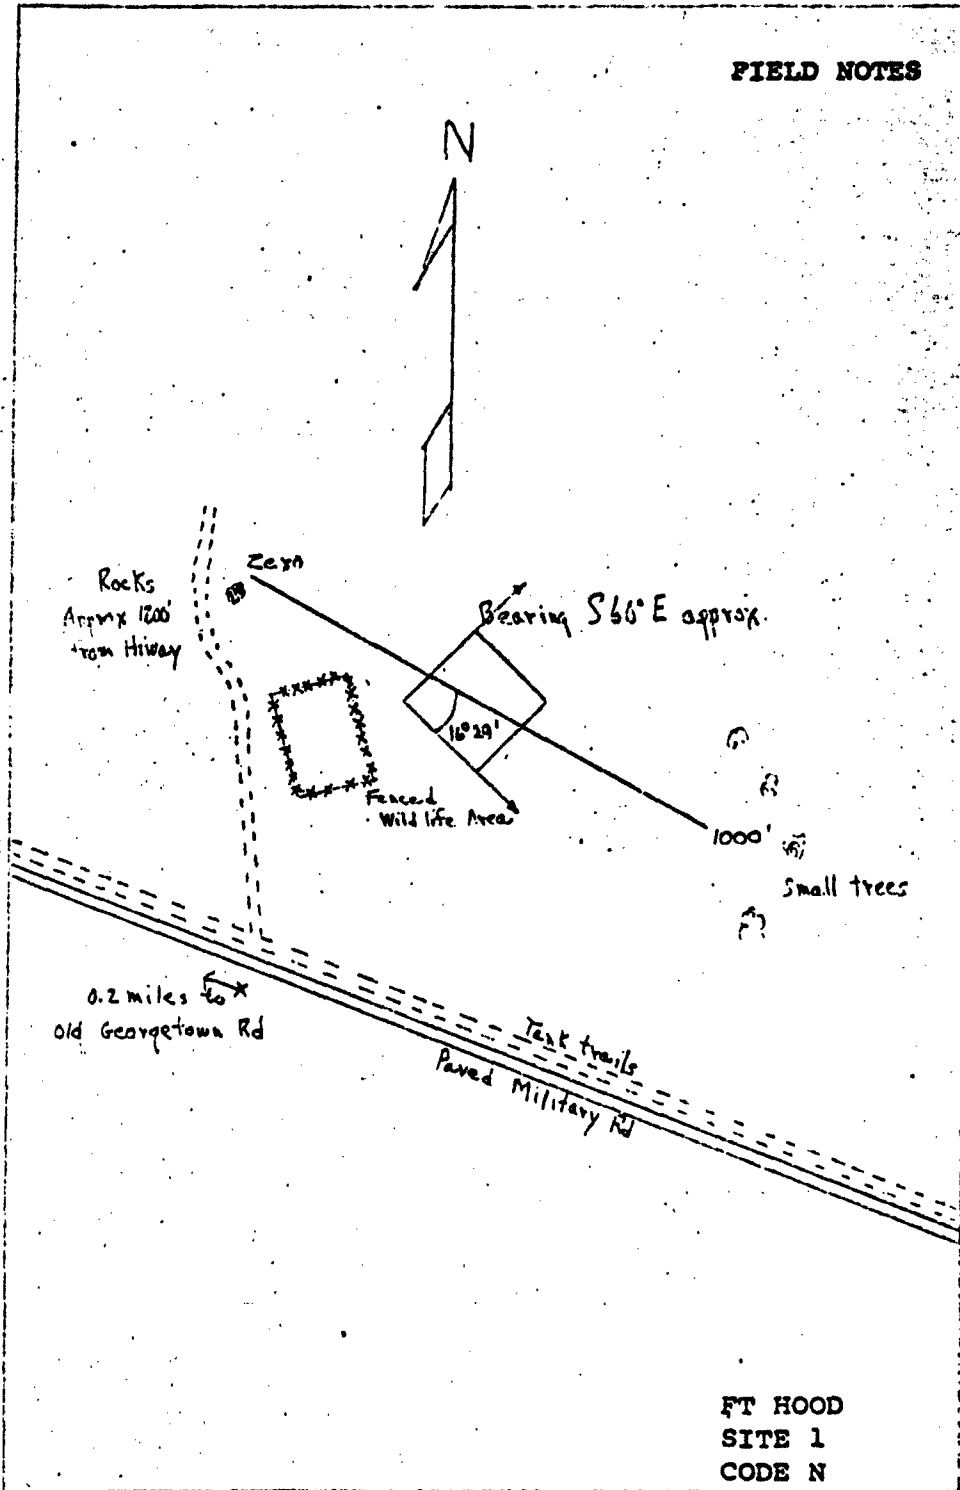 FIELD NOTES
N
Zero
Rocks
Approx 1200'
from Hiway
Bearing S60°E approx.
16°29'
Fenced
Wild life Area
1000'
Small trees
0.2 miles to
Old Georgetown Rd
Tank trails
Paved Military Rd
FT HOOD
SITE 1
CODE N